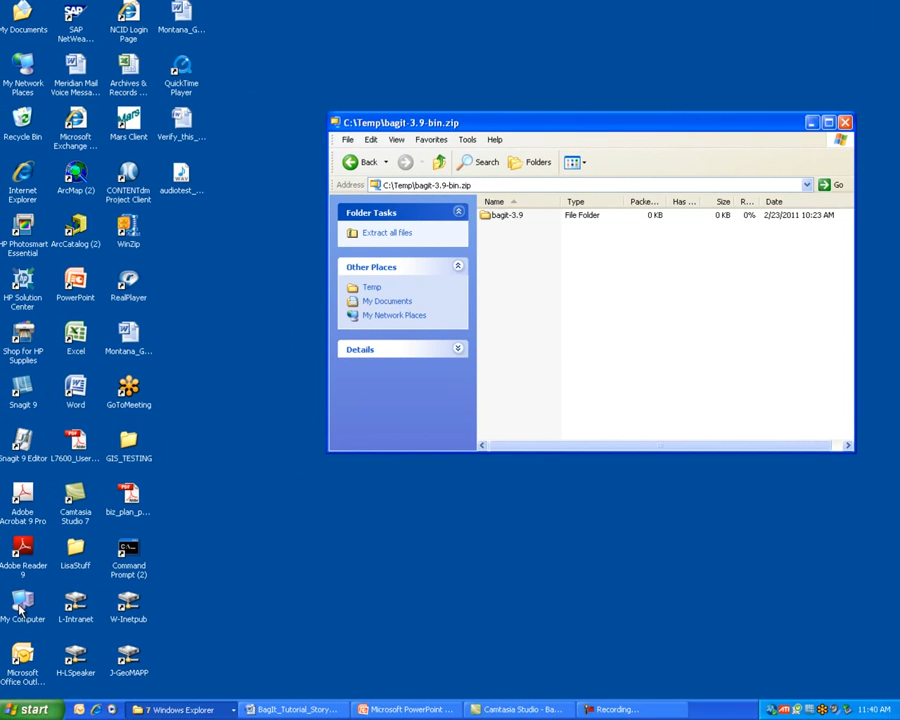 My Documents
SAP NetWea...
NCID Login Page
Montana_G...
My Network Places
Meridian Mail Voice Messa...
Archives & Records ...
QuickTime Player
Recycle Bin
Microsoft Exchange ...
Mars Client
Verify_this_...
Internet Explorer
ArcMap (2)
CONTENTdm Project Client
audiotest_...
HP Photosmart Essential
ArcCatalog (2)
WinZip
HP Solution Center
PowerPoint
RealPlayer
Shop for HP Supplies
Excel
Montana_G...
Snagit 9
Word
GoToMeeting
Snagit 9 Editor
L7600_User...
GIS_TESTING
Adobe Acrobat 9 Pro
Camtasia Studio 7
biz_plan_p...
Adobe Reader 9
LisaStuff
Command Prompt (2)
My Computer
L-Intranet
W-Inetpub
Microsoft Office Outl...
H-LSpeaker
J-GeoMAPP
C:\Temp\bagit-3.9-bin.zip
File Edit View Favorites Tools Help
Back Search Folders
Address C:\Temp\bagit-3.9-bin.zip Go
Folder Tasks
Extract all files
Other Places
Temp
My Documents
My Network Places
Details
Name Type Packe... Has ... Size R... Date
bagit-3.9 File Folder 0 KB 0 KB 0% 2/23/2011 10:23 AM
start 7 Windows Explorer BagIt_Tutorial_Story... Microsoft PowerPoint ... Camtasia Studio - Ba... Recording... 11:40 AM